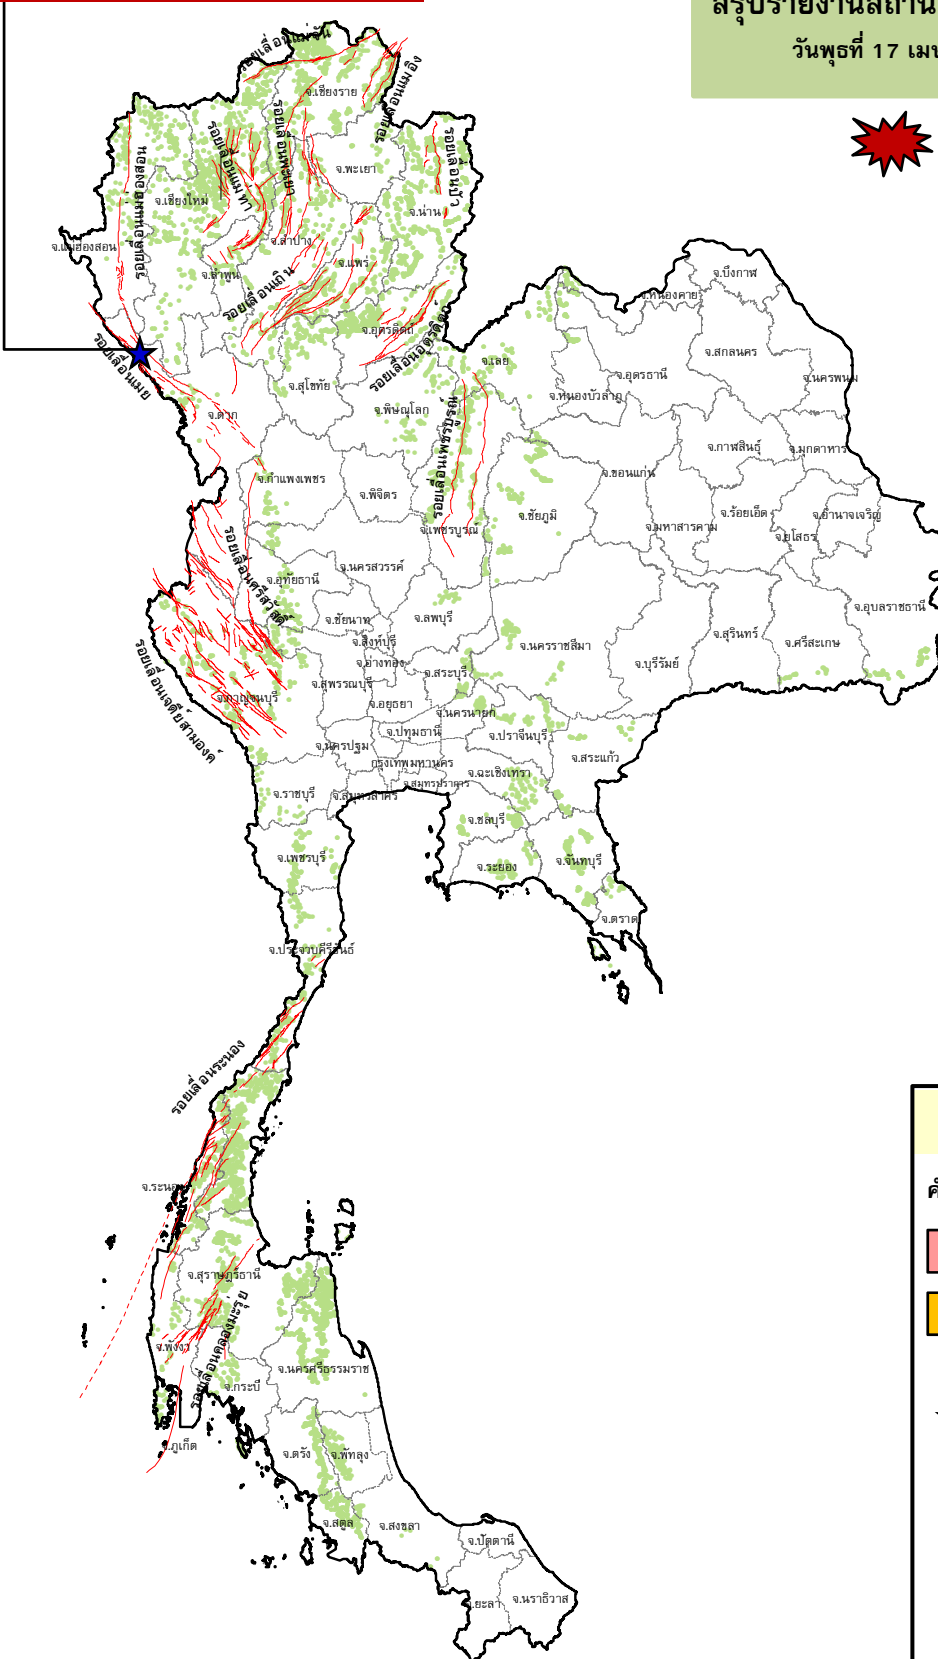 สรุปรายงานสถาน
วันพุธที่ 17 เมษ
รอยเลื่อนแม่จัน
รอยเลื่อนแม่อิง
จ.เชียงราย
รอยเลื่อนพะเยา
รอยเลื่อนแม่ทา
รอยเลื่อนปัว
รอยเลื่อนแม่ฮ่องสอน
จ.พะเยา
จ.เชียงใหม่
จ.น่าน
จ.แม่ฮ่องสอน
จ.ลำปาง
จ.แพร่
จ.ลำพูน
รอยเลื่อนเถิน
จ.บึงกาฬ
จ.หนองคาย
จ.อุตรดิตถ์
รอยเลื่อนอุตรดิตถ์
รอยเลื่อนเมย
จ.เลย
จ.สกลนคร
จ.อุดรธานี
จ.นครพนม
จ.สุโขทัย
จ.หนองบัวลำภู
จ.ตาก
จ.พิษณุโลก
รอยเลื่อนเพชรบูรณ์
จ.กาฬสินธุ์
จ.มุกดาหาร
จ.กำแพงเพชร
จ.ขอนแก่น
จ.พิจิตร
จ.ชัยภูมิ
จ.ร้อยเอ็ด
จ.อำนาจเจริญ
จ.เพชรบูรณ์
จ.มหาสารคาม
จ.ยโสธร
รอยเลื่อนศรีสวัสดิ์
จ.นครสวรรค์
จ.อุทัยธานี
จ.อุบลราชธานี
จ.ชัยนาท
จ.ลพบุรี
จ.สุรินทร์
จ.ศรีสะเกษ
จ.สิงห์บุรี
จ.นครราชสีมา
จ.อ่างทอง
จ.บุรีรัมย์
รอยเลื่อนเจดีย์สามองค์
จ.สระบุรี
จ.สุพรรณบุรี
จ.กาญจนบุรี
จ.อยุธยา
จ.นครนายก
จ.ปทุมธานี
จ.ปราจีนบุรี
จ.นครปฐม
จ.สระแก้ว
กรุงเทพมหานคร
จ.ฉะเชิงเทรา
จ.สมุทรปราการ
จ.ราชบุรี
จ.สมุทรสาคร
จ.ชลบุรี
จ.เพชรบุรี
จ.ระยอง
จ.จันทบุรี
จ.ตราด
จ.ประจวบคีรีขันธ์
รอยเลื่อนระนอง
จ.ระนอง
จ.สุราษฎร์ธานี
รอยเลื่อนคลองมะรุ่ย
จ.พังงา
จ.นครศรีธรรมราช
จ.กระบี่
จ.ภูเก็ต
จ.ตรัง
จ.พัทลุง
จ.สตูล
จ.สงขลา
จ.ปัตตานี
จ.ยะลา
จ.นราธิวาส